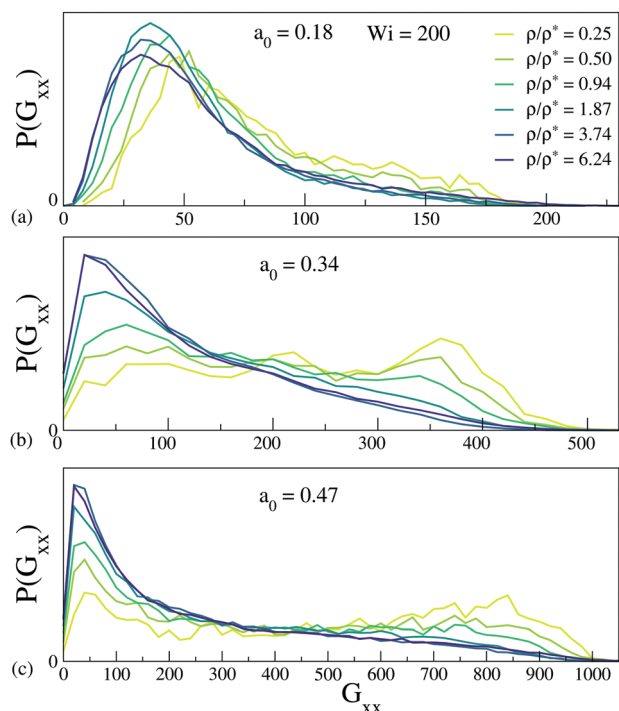 a0 = 0.18 Wi = 200
ρ/ρ* = 0.25
ρ/ρ* = 0.50
ρ/ρ* = 0.94
ρ/ρ* = 1.87
ρ/ρ* = 3.74
ρ/ρ* = 6.24
P(Gxx)
0
(a)
0 50 100 150 200
a0 = 0.34
P(Gxx)
0
(b)
0 100 200 300 400 500
a0 = 0.47
P(Gxx)
0
(c)
0 100 200 300 400 500 600 700 800 900 1000
Gxx